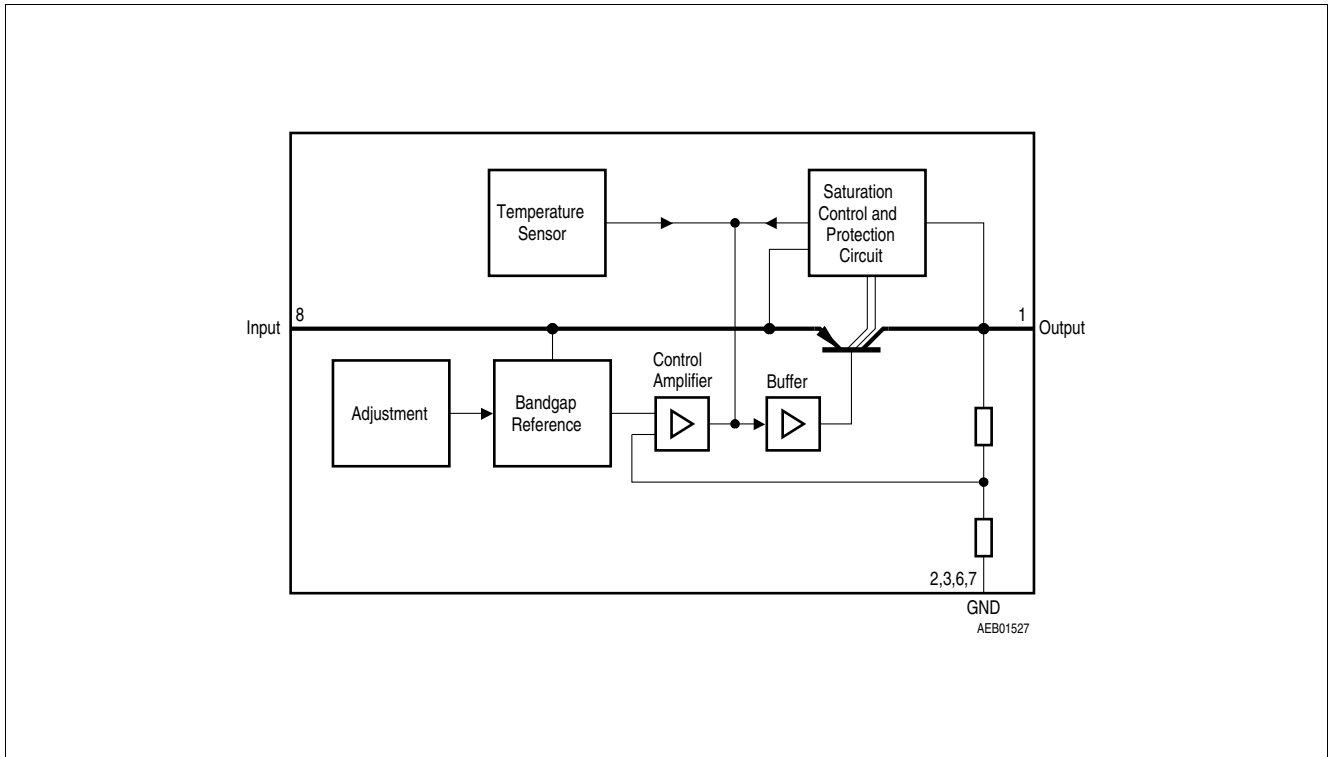 Temperature
Sensor
Saturation
Control and
Protection
Circuit
Input
8
1
Output
Adjustment
Bandgap
Reference
Control
Amplifier
Buffer
2,3,6,7
GND
AEB01527